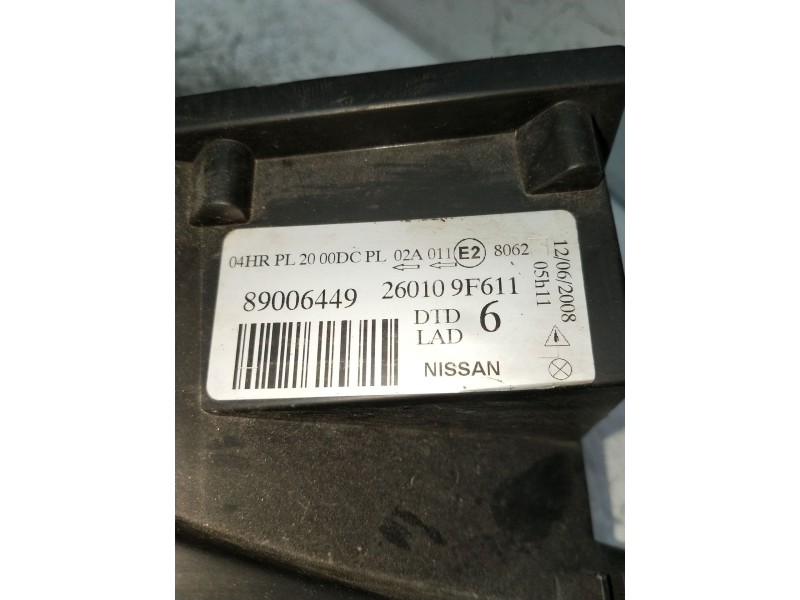 04HR PL 20 00DC PL 02A 011 E2 8062
89006449 26010 9F611
DTD 6
LAD
NISSAN
12/06/2008
05h11